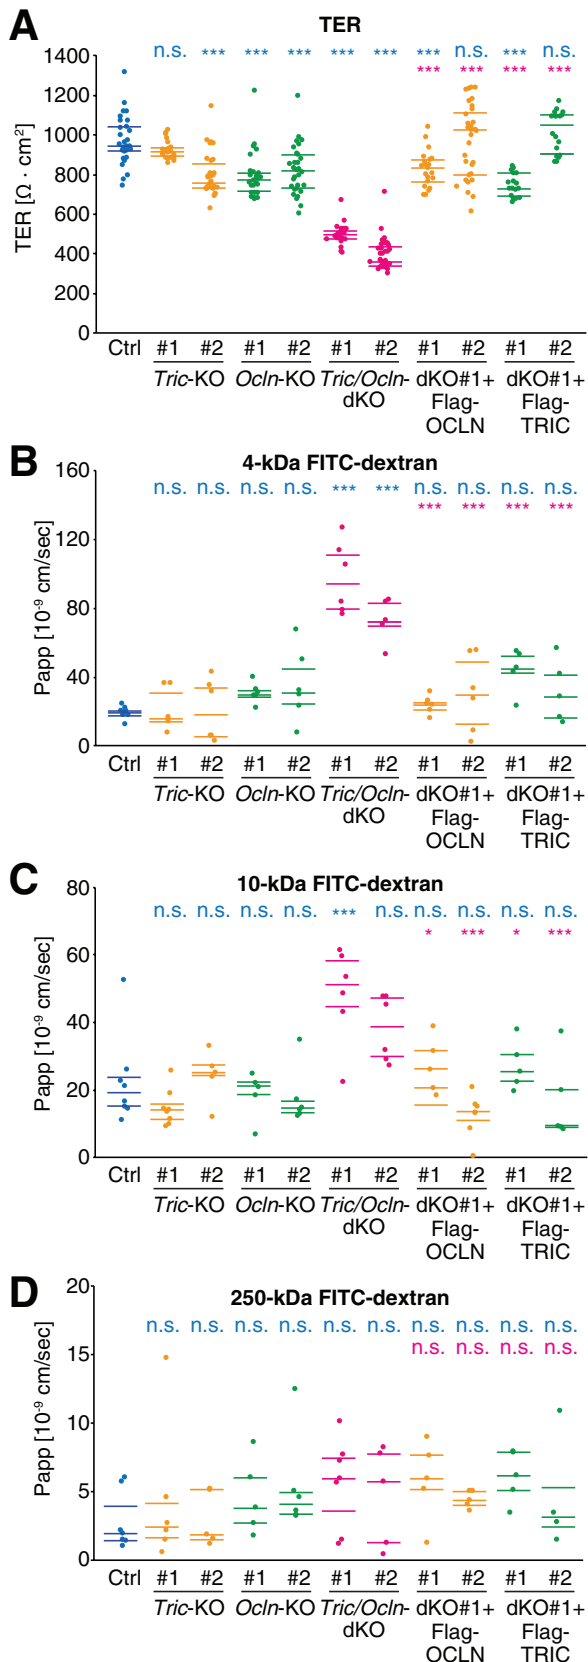 A
TER
n.s. *** *** *** *** *** *** n.s. *** n.s.
*** *** *** ***
TER [Ω · cm²]
1400
1200
1000
800
600
400
200
0
Ctrl #1 #2 #1 #2 #1 #2 #1 #2 #1 #2
Tric-KO Ocln-KO Tric/Ocln- dKO#1+ dKO#1+
dKO Flag- Flag-
OCLN TRIC
B
4-kDa FITC-dextran
n.s. n.s. n.s. n.s. *** *** n.s. n.s. n.s. n.s.
*** *** *** ***
Papp [10⁻⁹ cm/sec]
160
120
80
40
0
Ctrl #1 #2 #1 #2 #1 #2 #1 #2 #1 #2
Tric-KO Ocln-KO Tric/Ocln- dKO#1+ dKO#1+
dKO Flag- Flag-
OCLN TRIC
C
10-kDa FITC-dextran
n.s. n.s. n.s. n.s. *** n.s. n.s. n.s. n.s. n.s.
* *** * ***
Papp [10⁻⁹ cm/sec]
80
60
40
20
0
Ctrl #1 #2 #1 #2 #1 #2 #1 #2 #1 #2
Tric-KO Ocln-KO Tric/Ocln- dKO#1+ dKO#1+
dKO Flag- Flag-
OCLN TRIC
D
250-kDa FITC-dextran
n.s. n.s. n.s. n.s. n.s. n.s. n.s. n.s. n.s. n.s.
n.s. n.s. n.s. n.s.
Papp [10⁻⁹ cm/sec]
20
15
10
5
0
Ctrl #1 #2 #1 #2 #1 #2 #1 #2 #1 #2
Tric-KO Ocln-KO Tric/Ocln- dKO#1+ dKO#1+
dKO Flag- Flag-
OCLN TRIC